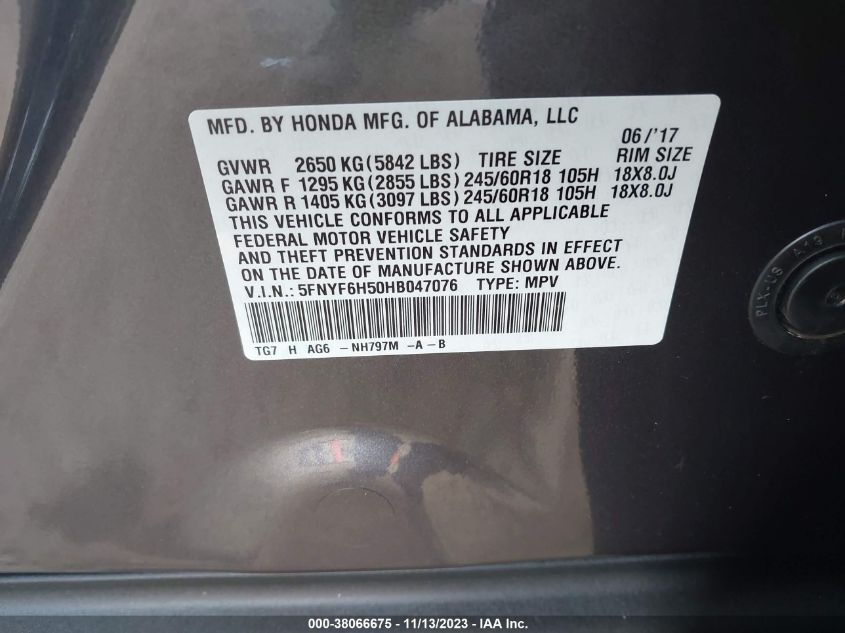 MFD. BY HONDA MFG. OF ALABAMA, LLC
06/'17
GVWR 2650 KG(5842 LBS) TIRE SIZE RIM SIZE
GAWR F 1295 KG(2855 LBS) 245/60R18 105H 18X8.0J
GAWR R 1405 KG(3097 LBS) 245/60R18 105H 18X8.0J
THIS VEHICLE CONFORMS TO ALL APPLICABLE
FEDERAL MOTOR VEHICLE SAFETY
AND THEFT PREVENTION STANDARDS IN EFFECT
ON THE DATE OF MANUFACTURE SHOWN ABOVE.
V.I.N.: 5FNYF6H50HB047076 TYPE: MPV
TG7 H AG6 -NH797M -A-B
A19
000-38066675 - 11/13/2023 - IAA Inc.